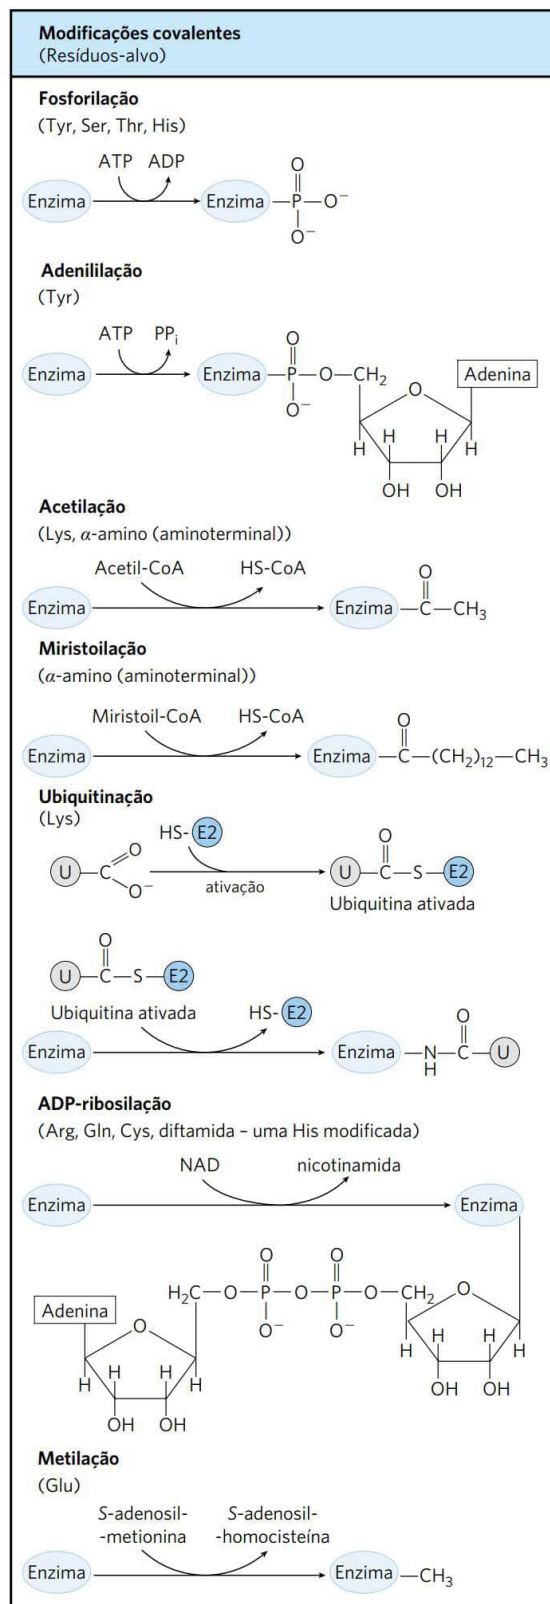 Modificações covalentes
(Resíduos-alvo)
Fosforilação
(Tyr, Ser, Thr, His)
ATP ADP
Enzima Enzima P O O⁻ O⁻
Adenililação
(Tyr)
ATP PPi
Enzima Enzima P O O⁻ O CH2 O Adenina
H H H H
OH OH
Acetilação
(Lys, α-amino (aminoterminal))
Acetil-CoA HS-CoA
Enzima Enzima C O CH3
Miristoilação
(α-amino (aminoterminal))
Miristoil-CoA HS-CoA
Enzima Enzima C O (CH2)12 CH3
Ubiquitinação
(Lys)
HS- E2
U C O O⁻ ativação U C O S E2
Ubiquitina ativada
U C O S E2
Ubiquitina ativada HS- E2
Enzima Enzima N H C O U
ADP-ribosilação
(Arg, Gln, Cys, diftamida – uma His modificada)
NAD nicotinamida
Enzima Enzima
O O
H2C O P O P O CH2 O
Adenina O O⁻ O⁻
H H H H
H H H H
OH OH
OH OH
Metilação
(Glu)
S-adenosil- S-adenosil-
-metionina -homocisteína
Enzima Enzima CH3